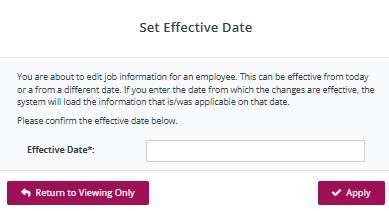 Set Effective Date
You are about to edit job information for an employee. This can be effective from today
or a from a different date. If you enter the date from which the changes are effective, the
system will load the information that is/was applicable on that date.
Please confirm the effective date below.
Effective Date*:
Return to Viewing Only
Apply